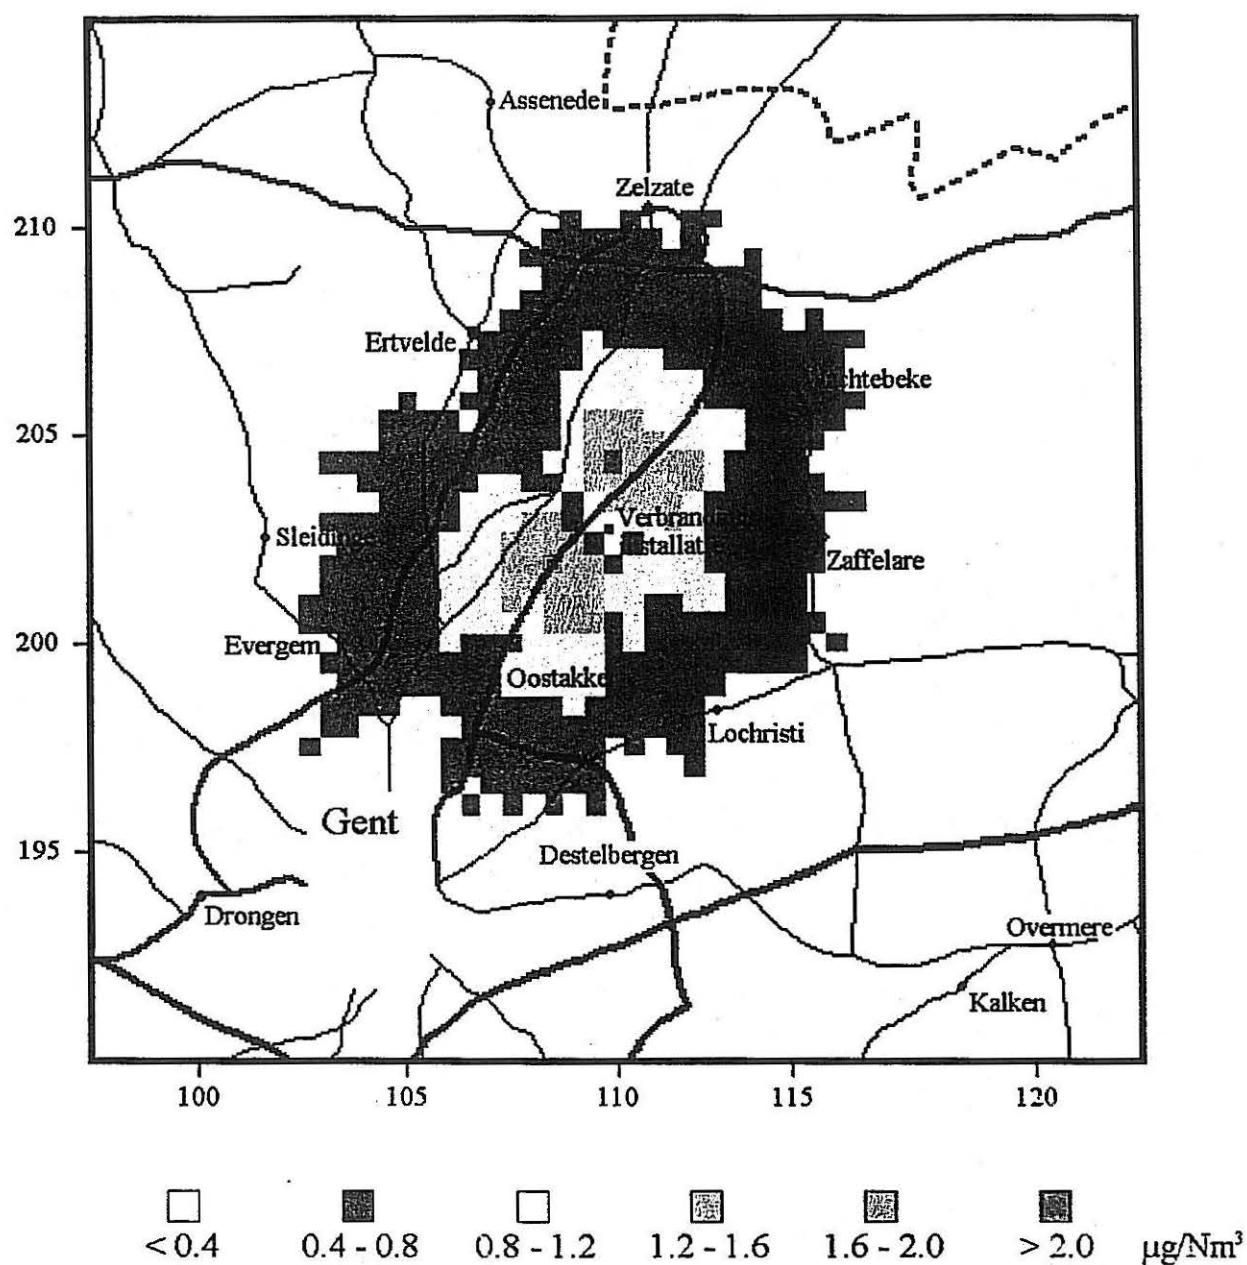 Assenede
Zelzate
210
Ertvelde
205
Sleidinge
Zaffelare
Evergem
200
Oostakker
Lochristi
Gent
195
Destelbergen
Drongen
Overmere
Kalken
100 105 110 115 120
< 0.4 0.4 - 0.8 0.8 - 1.2 1.2 - 1.6 1.6 - 2.0 > 2.0 µg/Nm³